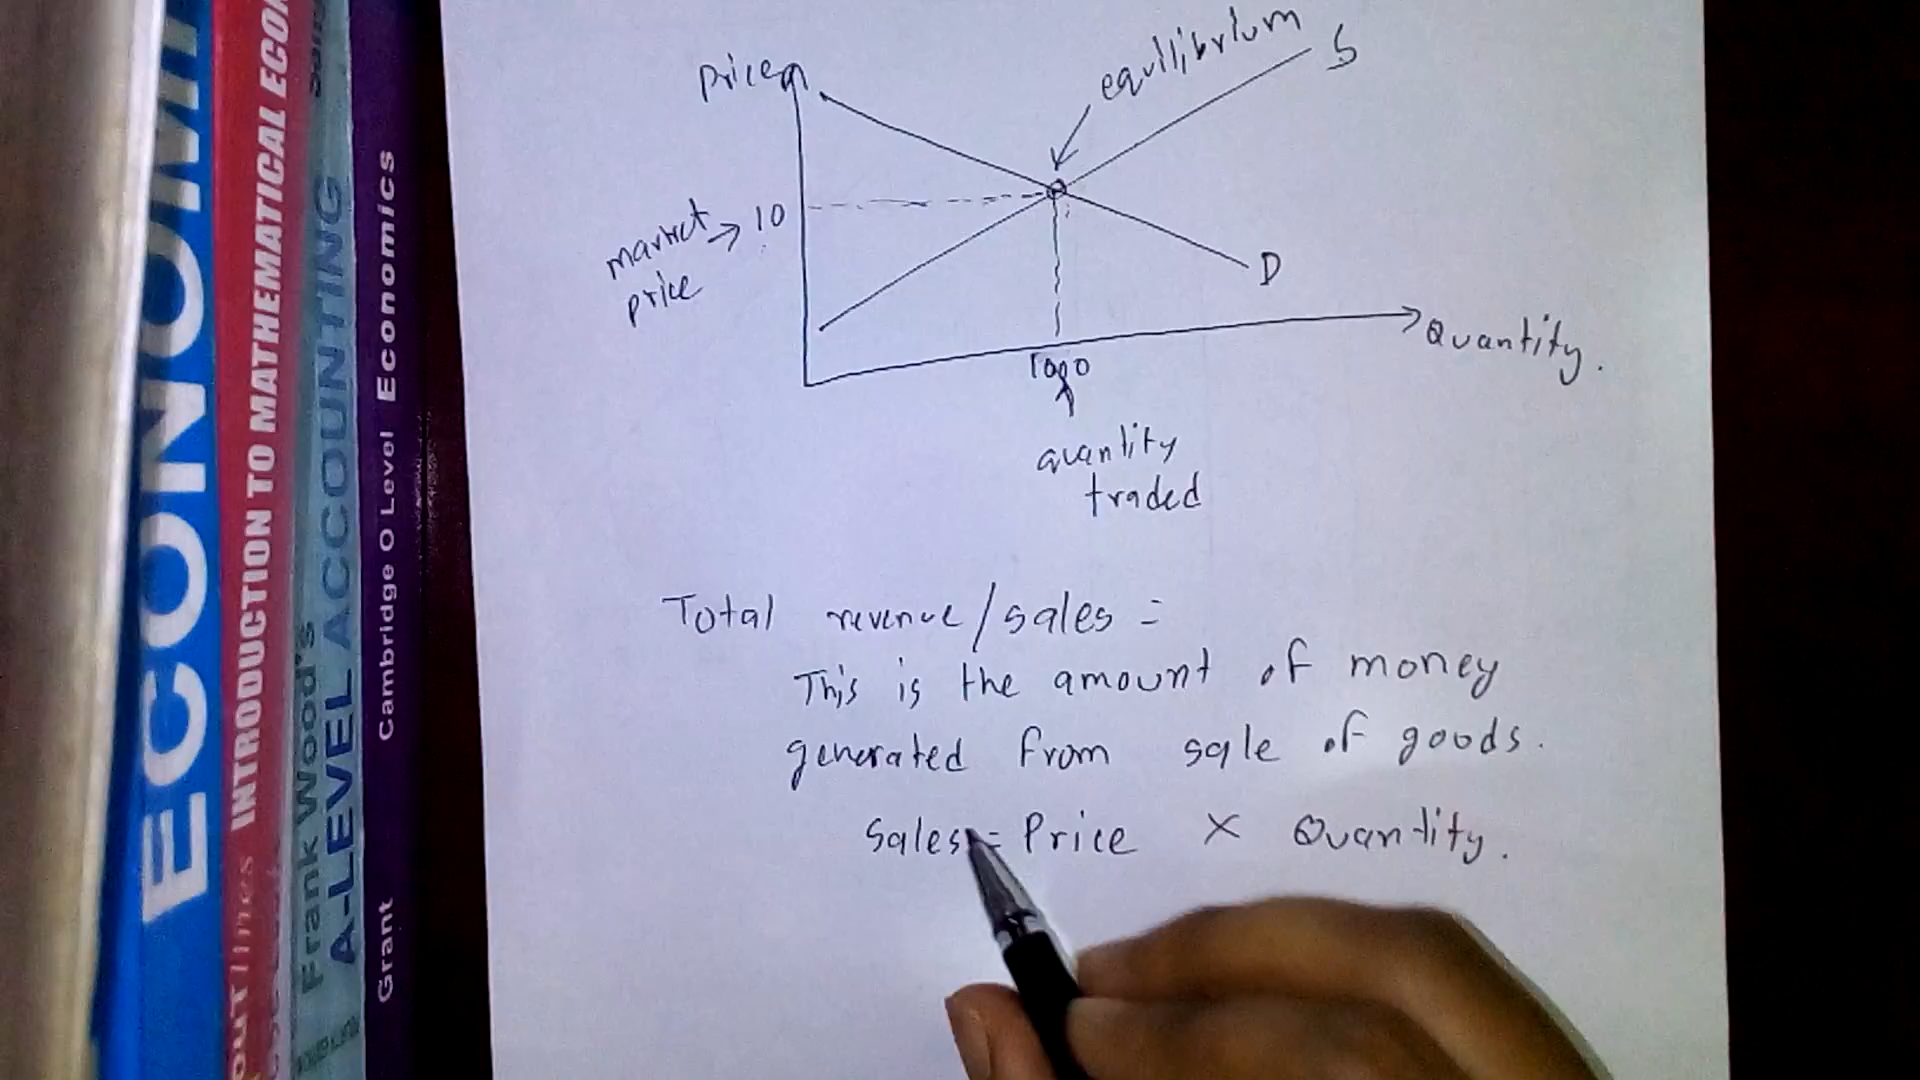 ECONOMI
INTRODUCTION TO MATHEMATICAL ECON
Frank Wood's
A-LEVEL ACCOUNTING
Grant
Cambridge O Level Economics
Price
equilibrium
S
market
price
→ 10
D
Quantity.
1000
quantity
traded
Total revenue/sales =
This is the amount of money
generated from sale of goods.
Sales = Price × Quantity.